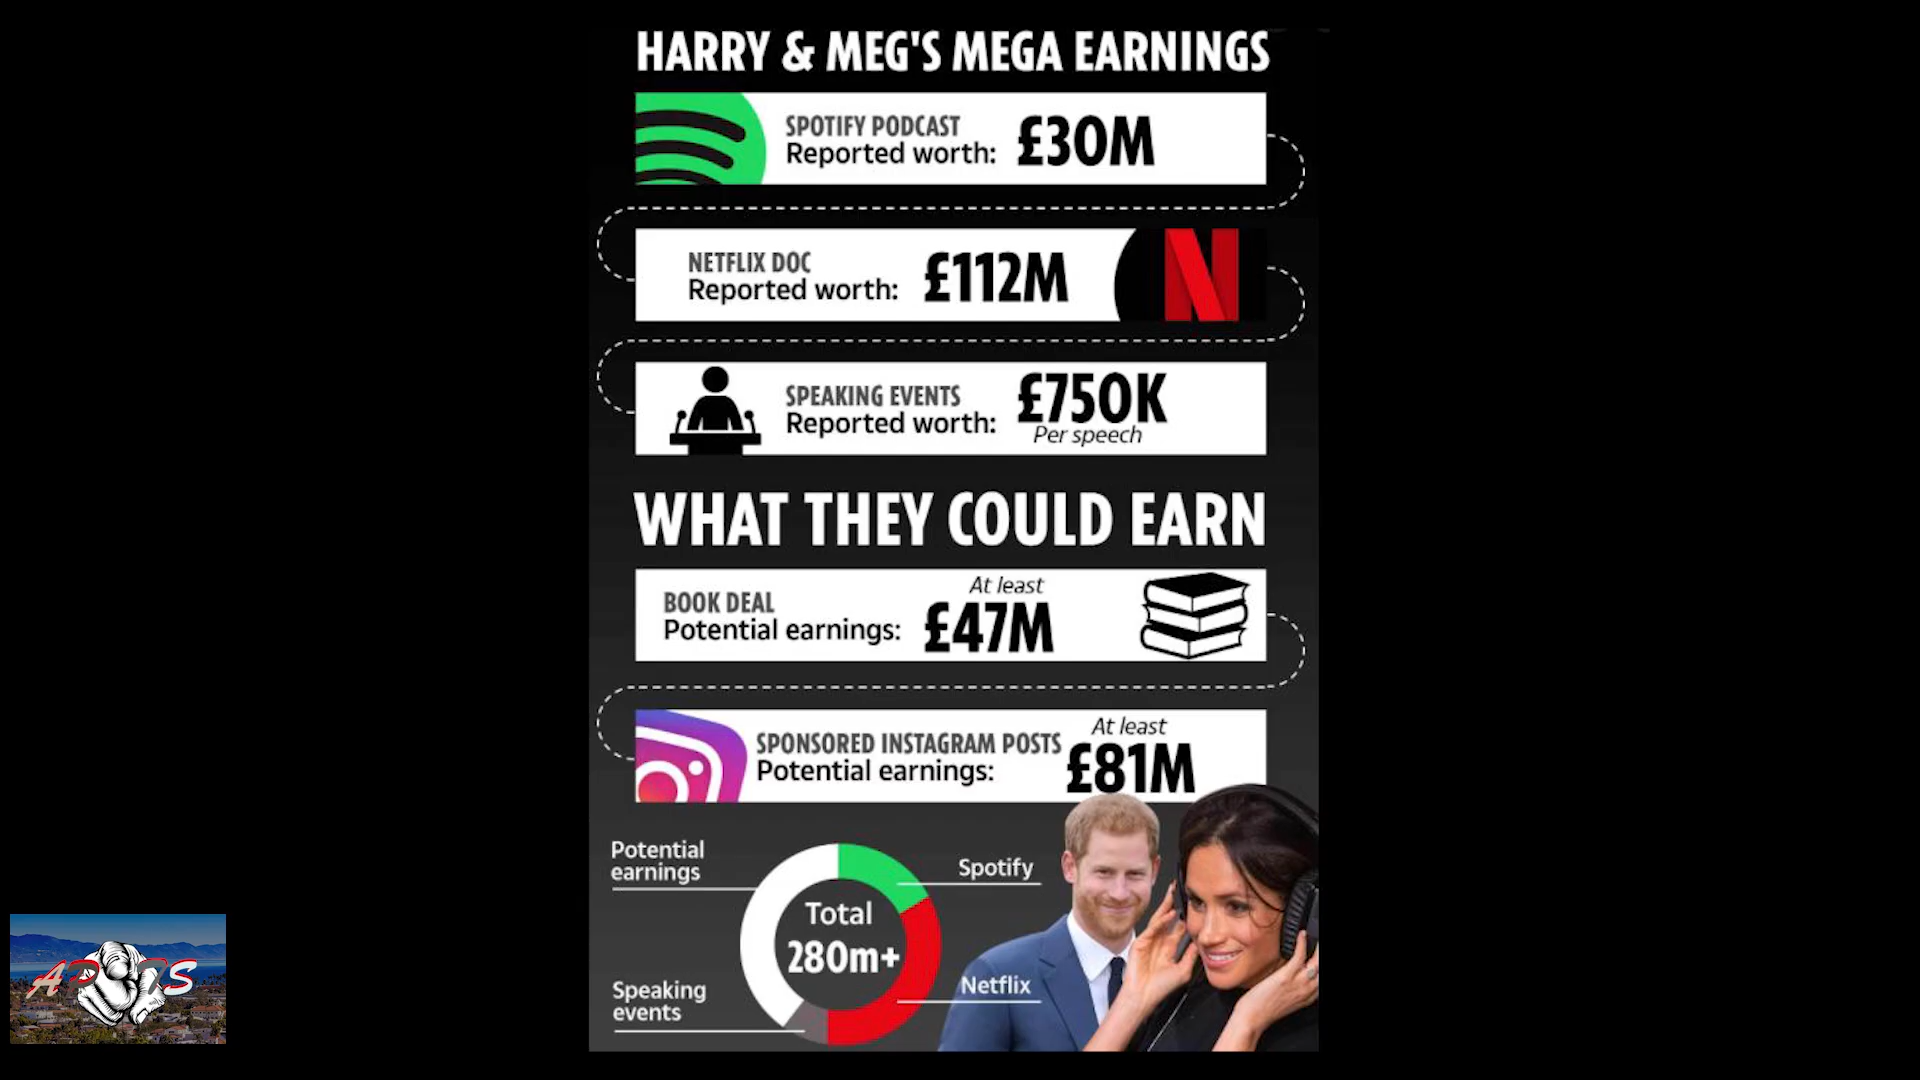 HARRY & MEG'S MEGA EARNINGS
SPOTIFY PODCAST
Reported worth: £30M
NETFLIX DOC
Reported worth: £112M
SPEAKING EVENTS
Reported worth: £750K
Per speech
WHAT THEY COULD EARN
BOOK DEAL
At least
Potential earnings: £47M
SPONSORED INSTAGRAM POSTS
At least
Potential earnings: £81M
Potential
earnings
Spotify
Total
280m+
Speaking
events
Netflix